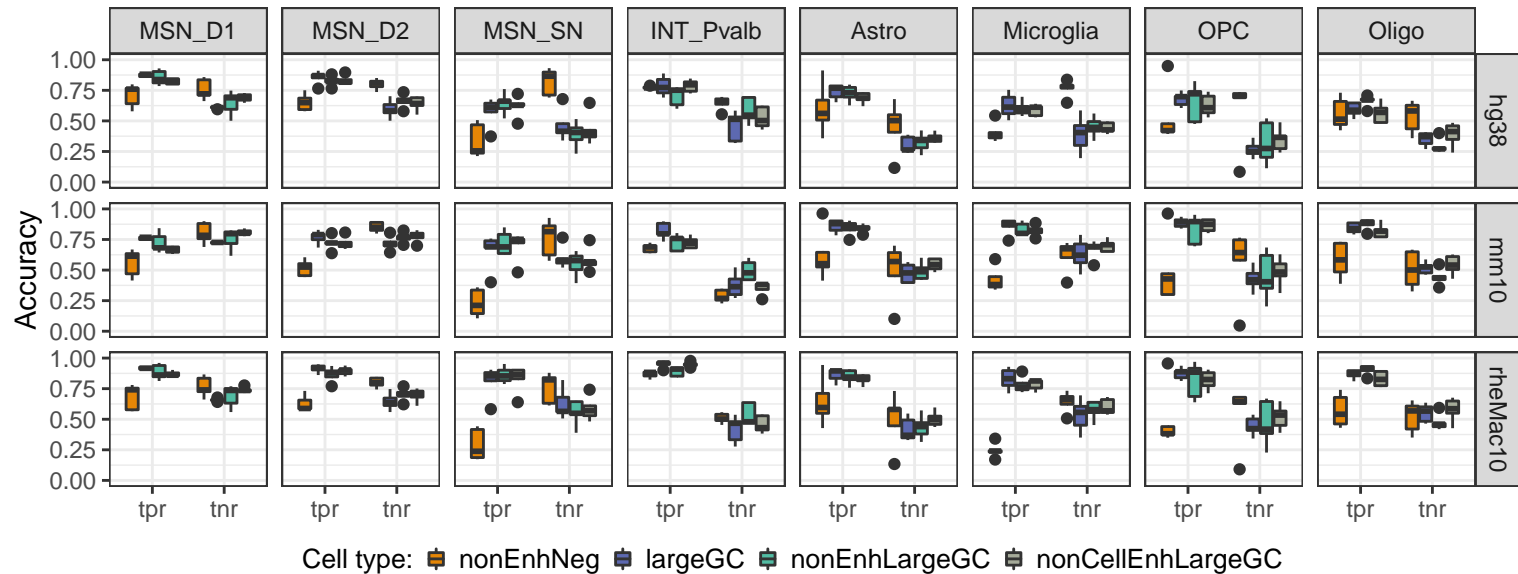 MSN_D1 MSN_D2 MSN_SN INT_Pvalb Astro Microglia OPC Oligo
1.00
0.75
0.50
0.25
0.00
hg38
1.00
0.75
0.50
0.25
0.00
mm10
1.00
0.75
0.50
0.25
0.00
rheMac10
Accuracy
tpr tnr tpr tnr tpr tnr tpr tnr tpr tnr tpr tnr tpr tnr tpr tnr
Cell type: nonEnhNeg largeGC nonEnhLargeGC nonCellEnhLargeGC